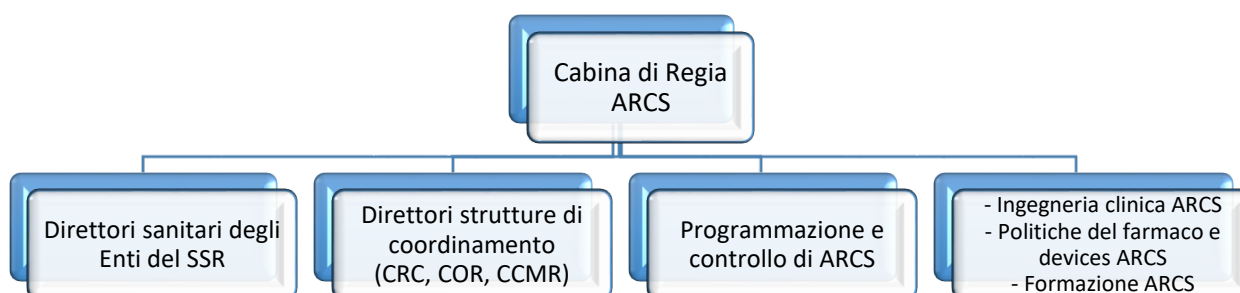 Cabina di Regia
ARCS
Direttori sanitari degli
Enti del SSR
Direttori strutture di
coordinamento
(CRC, COR, CCMR)
Programmazione e
controllo di ARCS
- Ingegneria clinica ARCS
- Politiche del farmaco e
devices ARCS
- Formazione ARCS